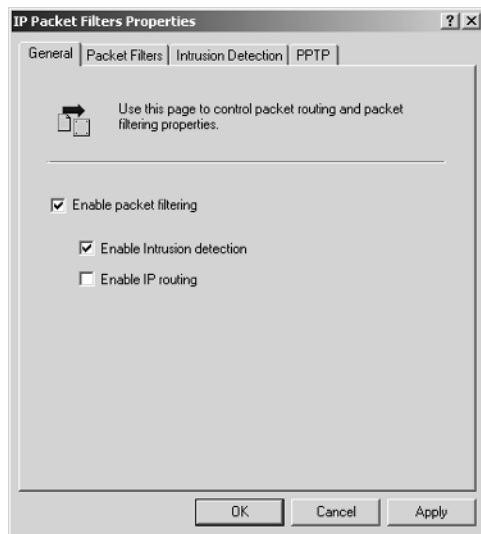 IP Packet Filters Properties
General Packet Filters Intrusion Detection PPTP
Use this page to control packet routing and packet
filtering properties.
Enable packet filtering
Enable Intrusion detection
Enable IP routing
OK Cancel Apply